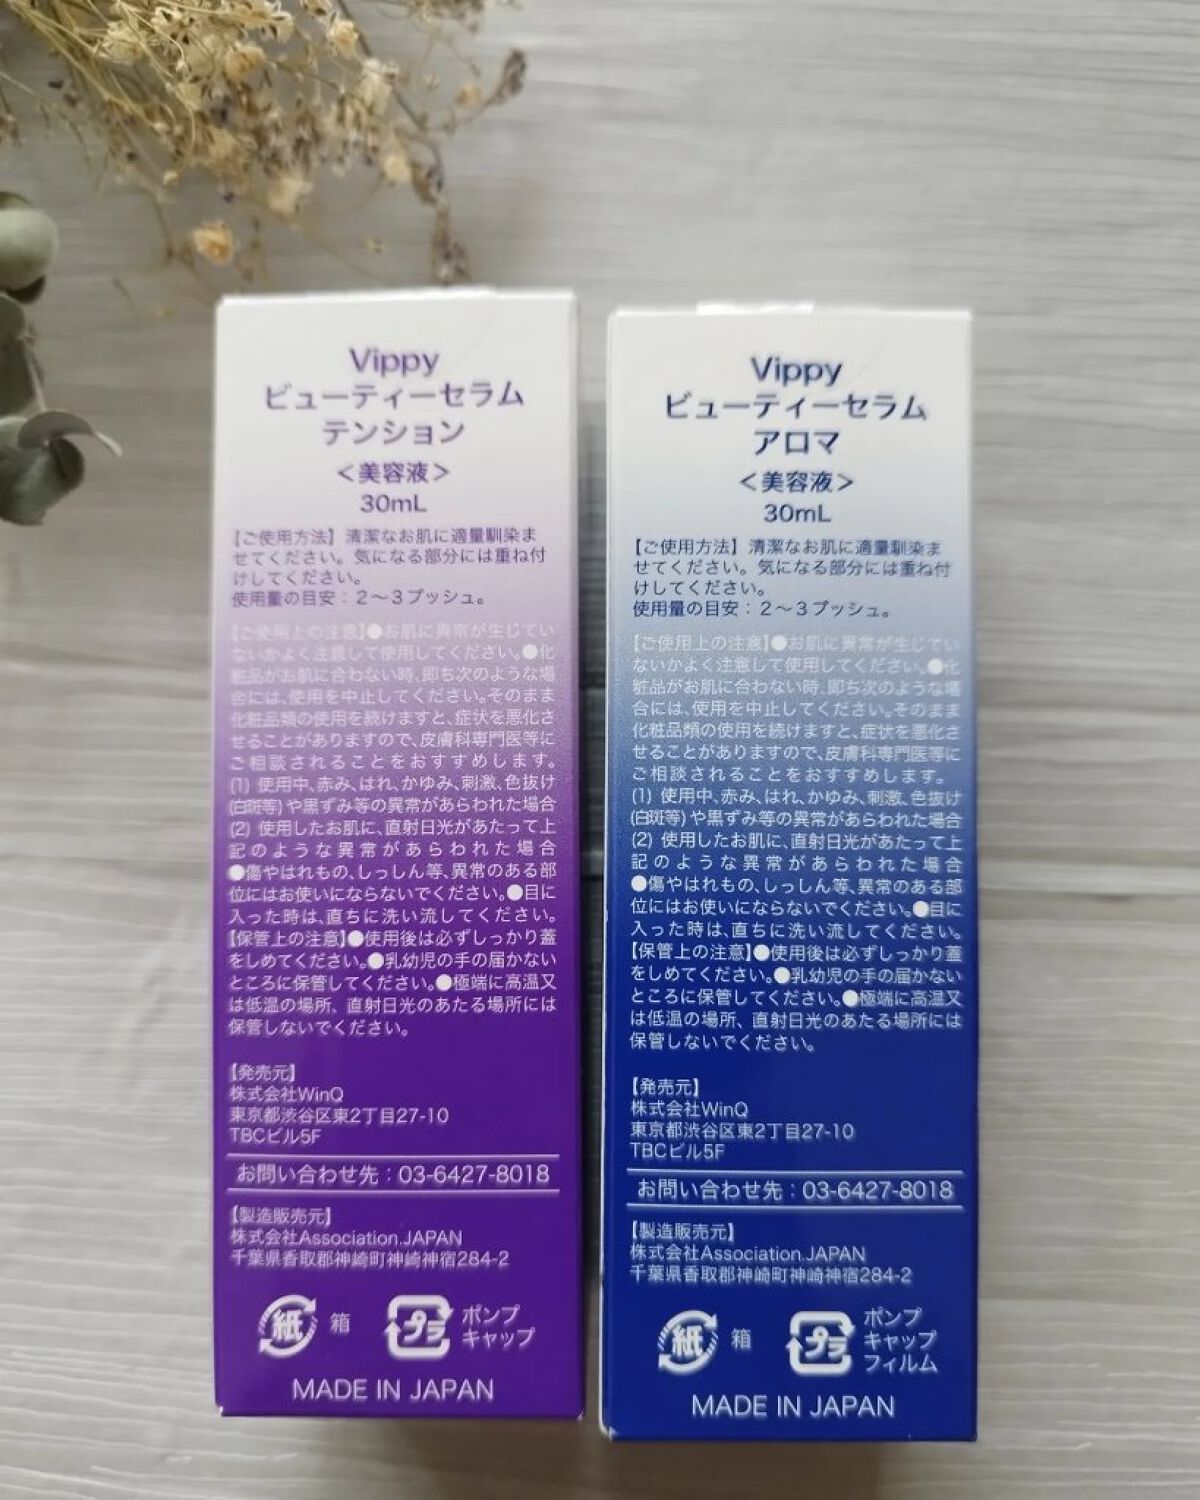 Vippy
ビューティーセラム
テンション
＜美容液＞
30mL
【ご使用方法】清潔なお肌に適量馴染ま
せてください。気になる部分には重ね付
けしてください。
使用量の目安：2〜3プッシュ。
【ご使用上の注意】●お肌に異常が生じてい
ないかよく注意して使用してください。●化
粧品がお肌に合わない時、即ち次のような場
合には、使用を中止してください。そのまま
化粧品類の使用を続けますと、症状を悪化さ
せることがありますので、皮膚科専門医等に
ご相談されることをおすすめします。
(1) 使用中、赤み、はれ、かゆみ、刺激、色抜け
(白斑等)や黒ずみ等の異常があらわれた場合
(2) 使用したお肌に、直射日光があたって上
記のような異常があらわれた場合
●傷やはれもの、しっしん等、異常のある部
位にはお使いにならないでください。●目に
入った時は、直ちに洗い流してください。
【保管上の注意】●使用後は必ずしっかり蓋
をしめてください。●乳幼児の手の届かない
ところに保管してください。●極端に高温又
は低温の場所、直射日光のあたる場所には
保管しないでください。
【発売元】
株式会社WinQ
東京都渋谷区東2丁目27-10
TBCビル5F
お問い合わせ先：03-6427-8018
【製造販売元】
株式会社Association.JAPAN
千葉県香取郡神崎町神崎神宿284-2
紙 箱 プラ ポンプ
キャップ
MADE IN JAPAN
Vippy
ビューティーセラム
アロマ
＜美容液＞
30mL
【ご使用方法】清潔なお肌に適量馴染ま
せてください。気になる部分には重ね付
けしてください。
使用量の目安：2〜3プッシュ。
【ご使用上の注意】●お肌に異常が生じてい
ないかよく注意して使用してください。●化
粧品がお肌に合わない時、即ち次のような場
合には、使用を中止してください。そのまま
化粧品類の使用を続けますと、症状を悪化さ
せることがありますので、皮膚科専門医等に
ご相談されることをおすすめします。
(1) 使用中、赤み、はれ、かゆみ、刺激、色抜け
(白斑等)や黒ずみ等の異常があらわれた場合
(2) 使用したお肌に、直射日光があたって上
記のような異常があらわれた場合
●傷やはれもの、しっしん等、異常のある部
位にはお使いにならないでください。●目に
入った時は、直ちに洗い流してください。
【保管上の注意】●使用後は必ずしっかり蓋
をしめてください。●乳幼児の手の届かない
ところに保管してください。●極端に高温又
は低温の場所、直射日光のあたる場所には
保管しないでください。
【発売元】
株式会社WinQ
東京都渋谷区東2丁目27-10
TBCビル5F
お問い合わせ先：03-6427-8018
【製造販売元】
株式会社Association.JAPAN
千葉県香取郡神崎町神崎神宿284-2
紙 箱 プラ ポンプ
キャップ
フィルム
MADE IN JAPAN